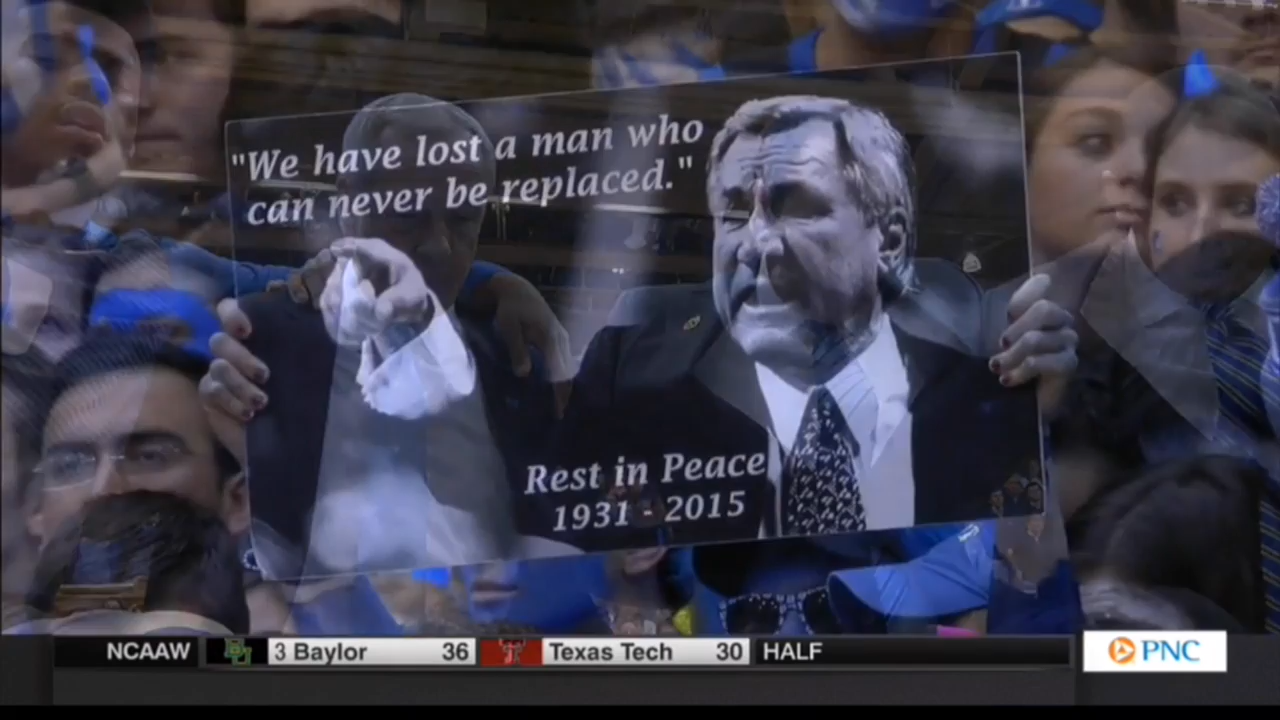 "We have lost a man who
can never be replaced."
Rest in Peace
1931 - 2015
NCAAW
BU
3 Baylor 36
Texas Tech 30
HALF
PNC